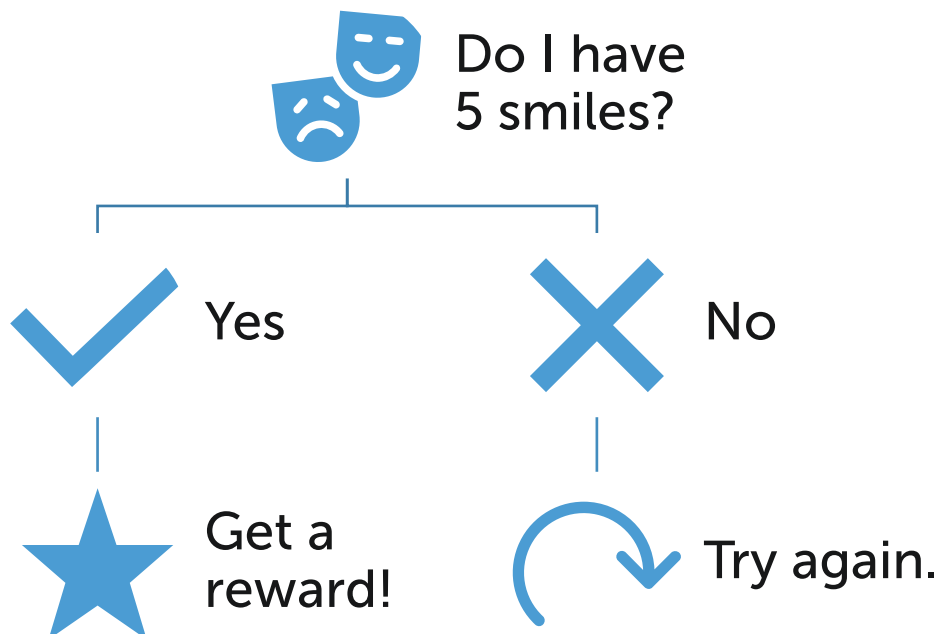 Do I have
5 smiles?
Yes
No
Get a
reward!
Try again.